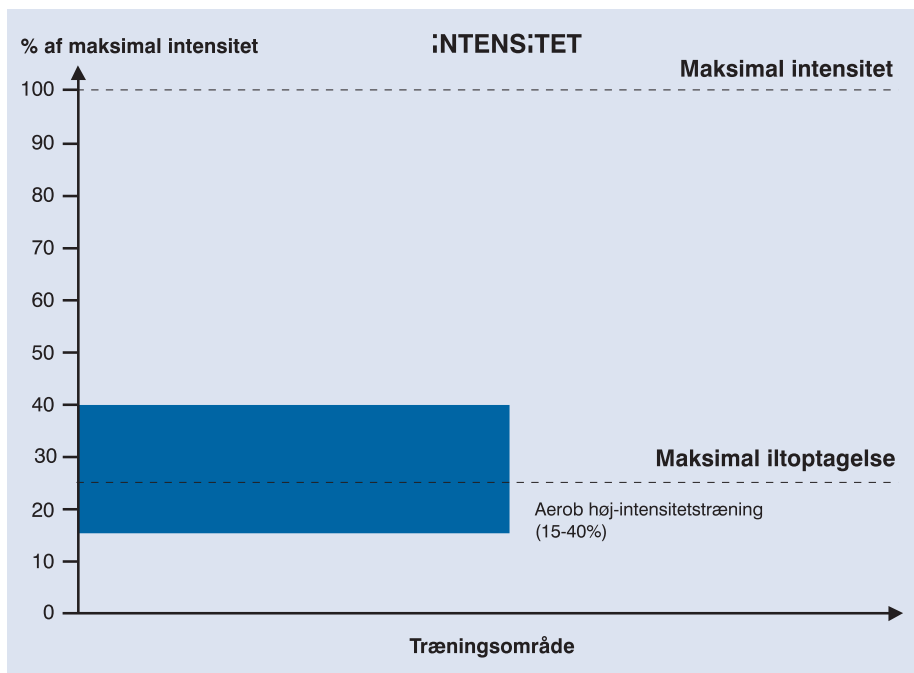 % af maksimal intensitet
INTENSITET
Maksimal intensitet
100
90
80
70
60
50
40
30
Maksimal iltoptagelse
20
Aerob høj-intensitetstræning
(15-40%)
10
0
Træningsområde